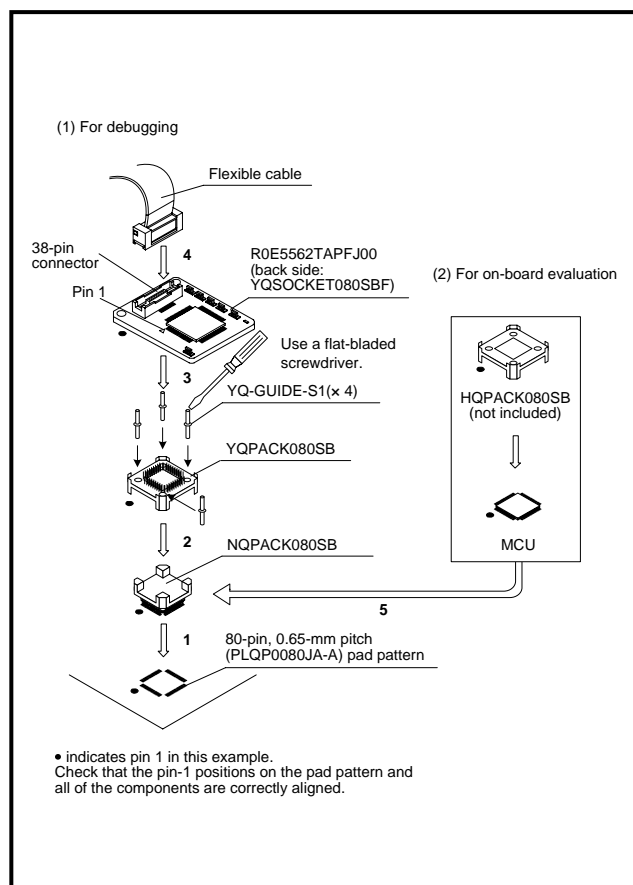 (1) For debugging
Flexible cable
4
38-pin
connector
R0E5562TAPFJ00
(back side:
YQSOCKET080SBF)
Pin 1
Use a flat-bladed
screwdriver.
3
YQ-GUIDE-S1(× 4)
YQPACK080SB
2
NQPACK080SB
1
80-pin, 0.65-mm pitch
(PLQP0080JA-A) pad pattern
(2) For on-board evaluation
HQPACK080SB
(not included)
MCU
5
● indicates pin 1 in this example.
Check that the pin-1 positions on the pad pattern and
all of the components are correctly aligned.